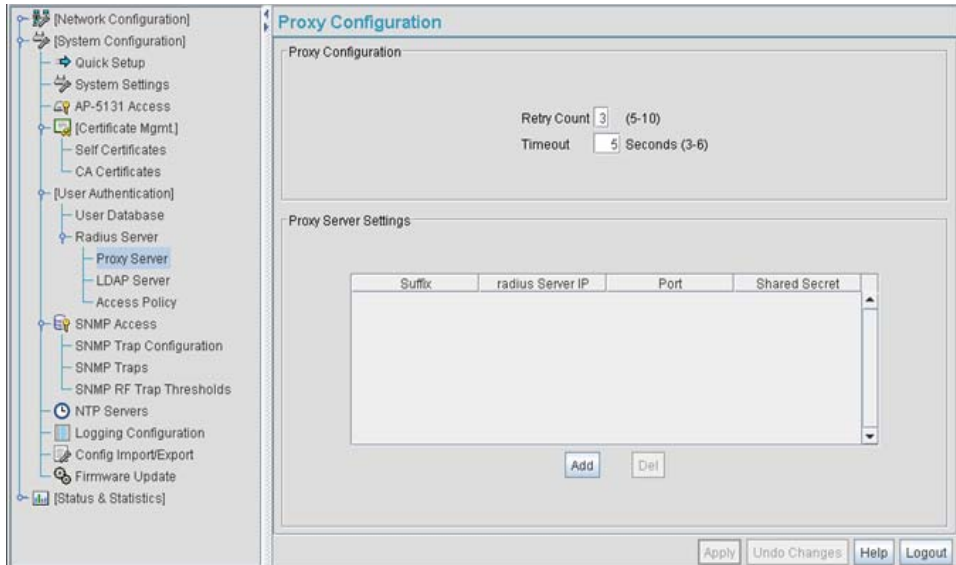 [Network Configuration]
[System Configuration]
Quick Setup
System Settings
AP-5131 Access
[Certificate Mgmt.]
Self Certificates
CA Certificates
[User Authentication]
User Database
Radius Server
Proxy Server
LDAP Server
Access Policy
SNMP Access
SNMP Trap Configuration
SNMP Traps
SNMP RF Trap Thresholds
NTP Servers
Logging Configuration
Config Import/Export
Firmware Update
[Status & Statistics]
Proxy Configuration
Proxy Configuration
Retry Count 3 (5-10)
Timeout 5 Seconds (3-6)
Proxy Server Settings
Suffix radius Server IP Port Shared Secret
Add Del
Apply Undo Changes Help Logout